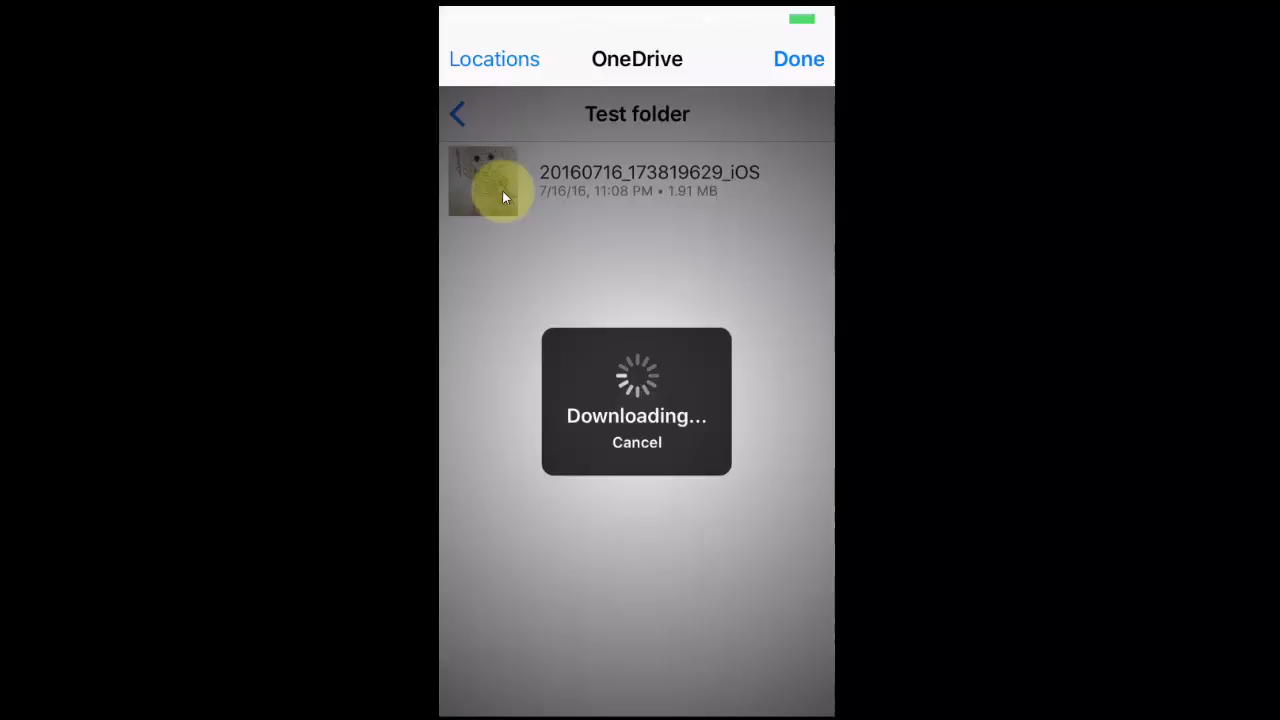 Locations OneDrive Done
Test folder
20160716_173819629_iOS
7/16/16, 11:08 PM • 1.91 MB
Downloading...
Cancel